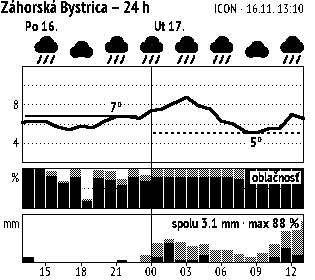 Záhorská Bystrica – 24 h
ICON · 16.11. 13:10
Po 16.
Ut 17.
8
7°
4
5°
%
oblačnosť
mm
spolu 3.1 mm · max 88 %
15 18 21 00 03 06 09 12